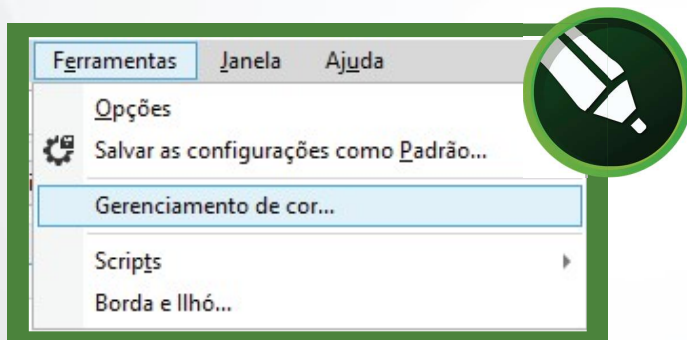 Ferramentas Janela Ajuda
Opções
Salvar as configurações como Padrão...
Gerenciamento de cor...
Scripts
Borda e Ilhó...